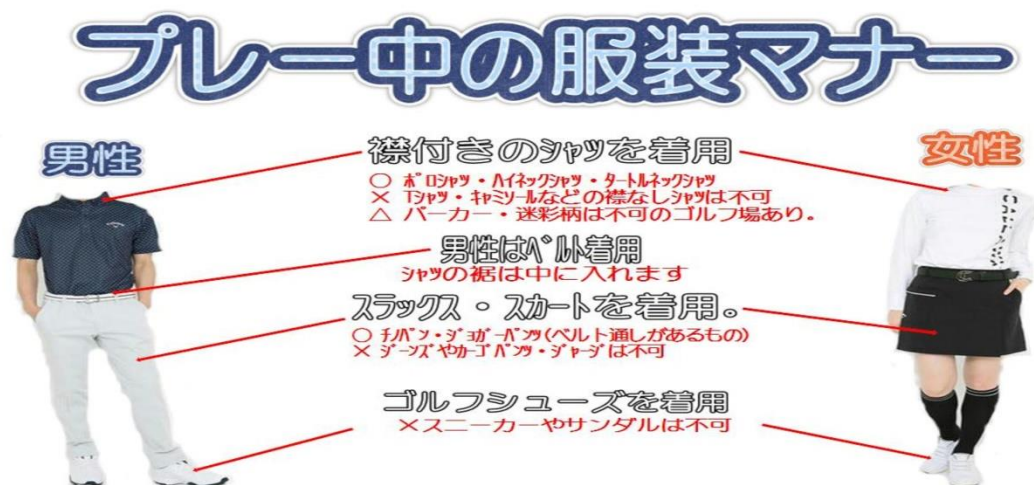 プレー中の服装マナー
男性
女性
襟付きのｼｬﾂを着用
○ ﾎﾟﾛｼｬﾂ・ﾊｲﾈｯｸｼｬﾂ・ﾀｰﾄﾙﾈｯｸｼｬﾂ
× Tｼｬﾂ・ｷｬﾐｿｰﾙなどの襟なしｼｬﾂは不可
△ パーカー・迷彩柄は不可のゴルフ場あり。
男性はﾍﾞﾙﾄ着用
ｼｬﾂの裾は中に入れます
スラックス・スカートを着用。
○ ﾁﾉﾊﾟﾝ・ｼﾞｮｶﾞｰﾊﾟﾝﾂ(ベルト通しがあるもの)
× ｼﾞｰﾝｽﾞやｶｰｺﾞﾊﾟﾝﾂ・ｼﾞｬｰｼﾞは不可
ゴルフシューズを着用
×スニーカーやサンダルは不可